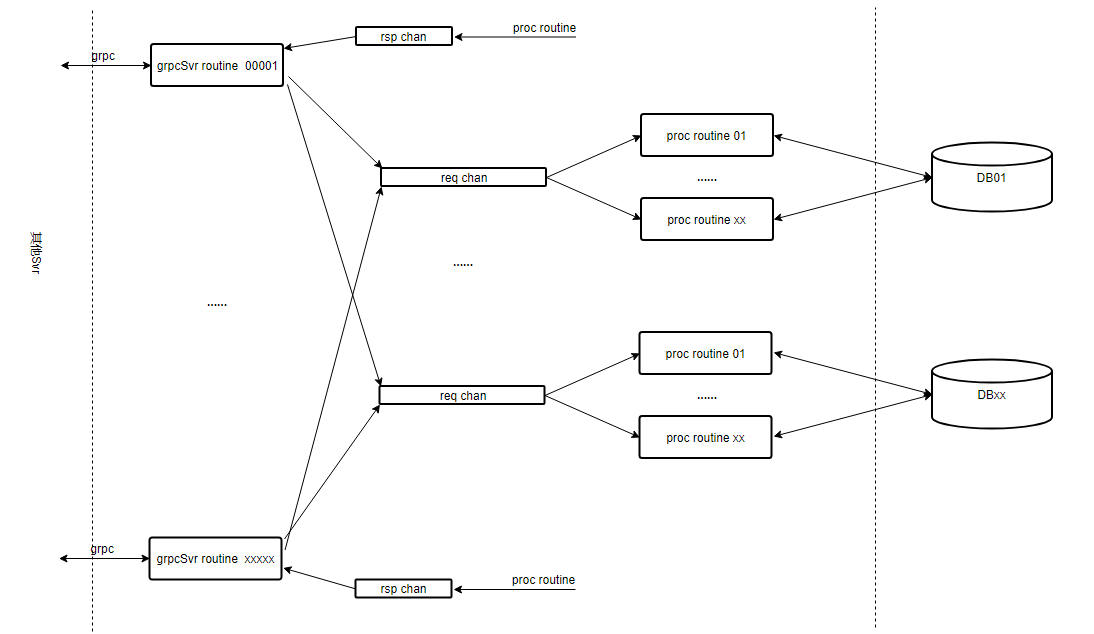 rsp chan
proc routine
grpc
grpcSvr routine 00001
proc routine 01
req chan
......
DB01
proc routine xx
其他Svr
......
......
proc routine 01
req chan
......
DBxx
proc routine xx
grpc
grpcSvr routine xxxxx
rsp chan
proc routine